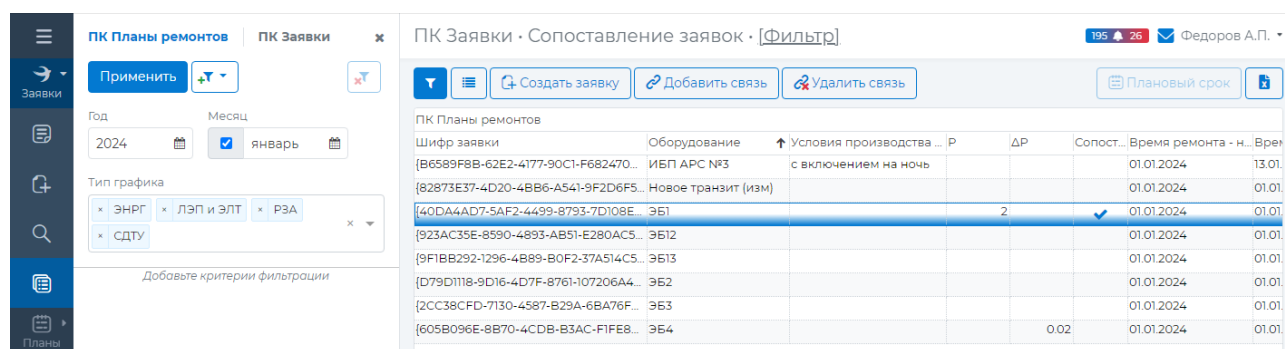 ПК Планы ремонтов ПК Заявки
ПК Заявки • Сопоставление заявок • [Фильтр]
195 26 Федоров А.П.
Заявки
Планы
Применить
Год Месяц
2024 январь
Тип графика
× ЭНРГ × ЛЭП и ЭЛТ × РЗА
× СДТУ
Добавьте критерии фильтрации
Создать заявку Добавить связь Удалить связь Плановый срок
ПК Планы ремонтов
Шифр заявки Оборудование Условия производства ... P ΔP Сопост... Время ремонта - н... Врем
{B6589F8B-62E2-4177-90C1-F682470... ИБП АРС №3 с включением на ночь 01.01.2024 13.01.
{82873E37-4D20-4BB6-A541-9F2D6F5... Новое транзит (изм) 01.01.2024 01.01.
{40DA4AD7-5AF2-4499-8793-7D108E... ЭБ1 2 01.01.2024 01.01.
{923AC35E-8590-4893-AB51-E280AC5... ЭБ12 01.01.2024 01.01.
{9F1BB292-1296-4B89-B0F2-37A514C5... ЭБ13 01.01.2024 01.01.
{D79D1118-9D16-4D7F-8761-107206A4... ЭБ2 01.01.2024 01.01.
{2CC38CFD-7130-4587-B29A-6BA76F... ЭБ3 01.01.2024 01.01.
{605B096E-8B70-4CDB-B3AC-F1FE8... ЭБ4 0.02 01.01.2024 01.01.